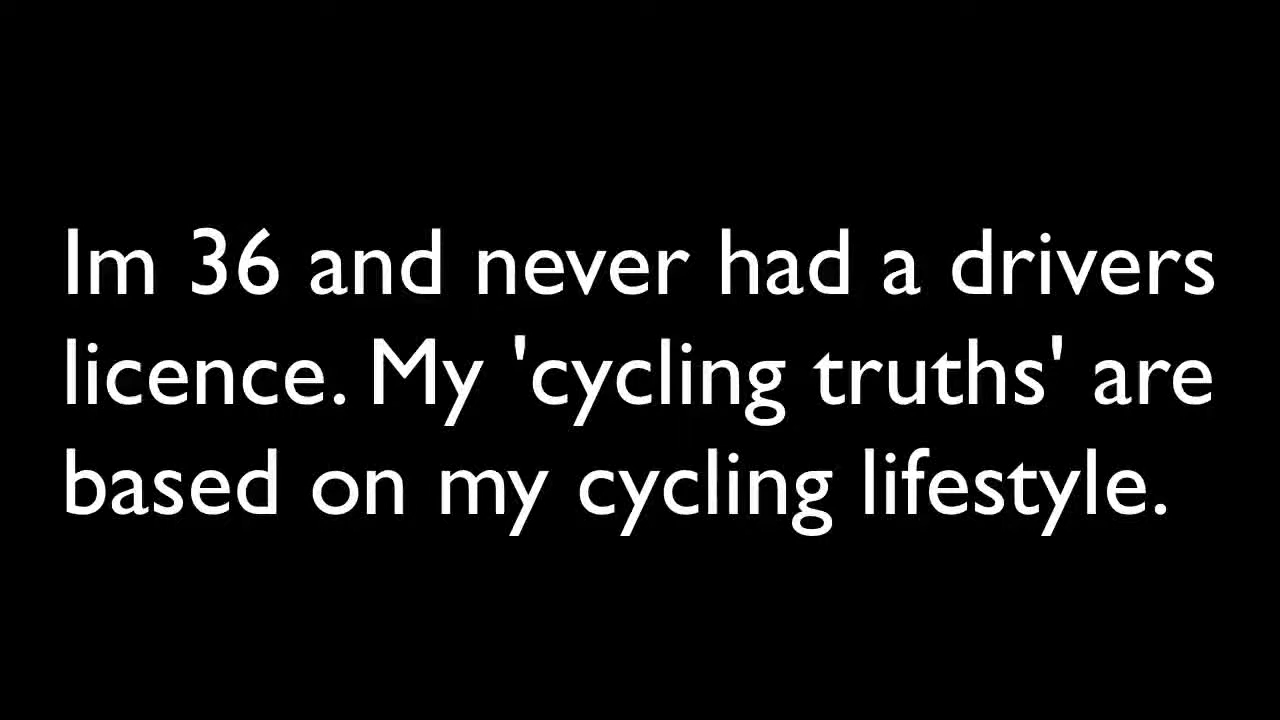 Im 36 and never had a drivers
licence. My 'cycling truths' are
based on my cycling lifestyle.